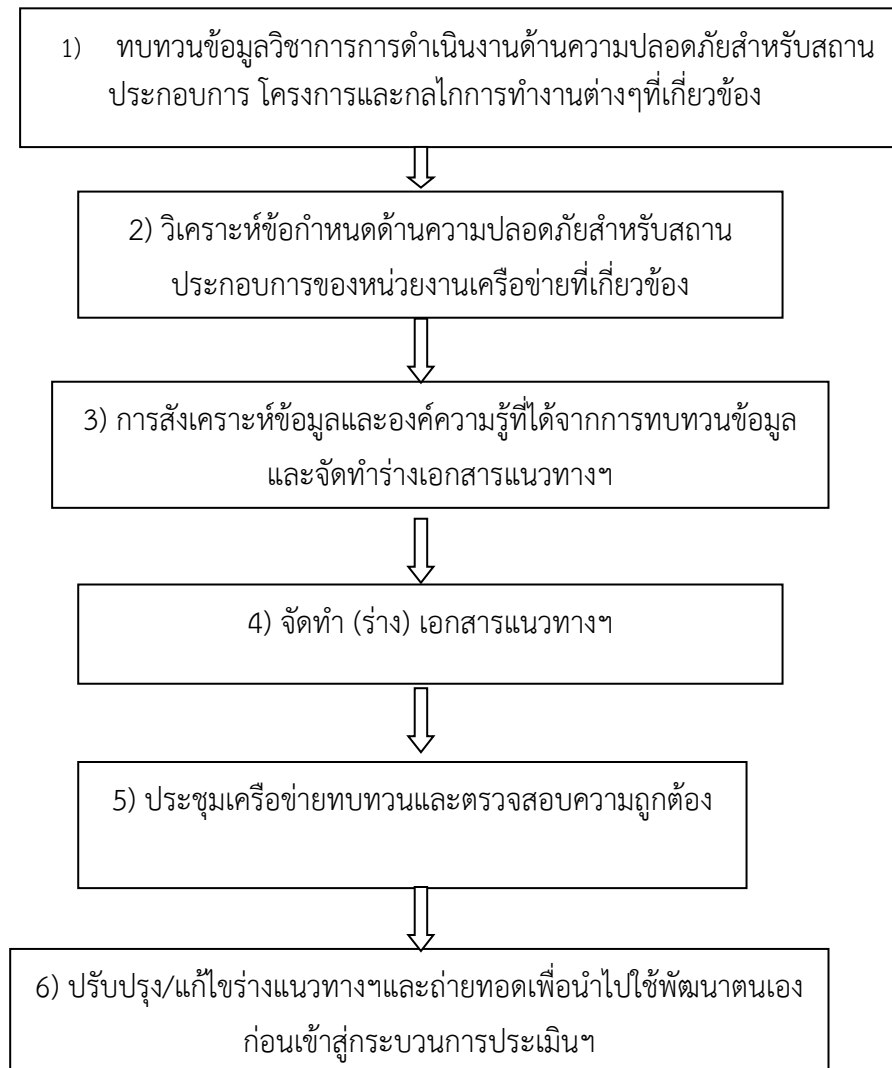 1) ทบทวนข้อมูลวิชาการการดำเนินงานด้านความปลอดภัยสำหรับสถาน
ประกอบการ โครงการและกลไกการทำงานต่างๆที่เกี่ยวข้อง
2) วิเคราะห์ข้อกำหนดด้านความปลอดภัยสำหรับสถาน
ประกอบการของหน่วยงานเครือข่ายที่เกี่ยวข้อง
3) การสังเคราะห์ข้อมูลและองค์ความรู้ที่ได้จากการทบทวนข้อมูล
และจัดทำร่างเอกสารแนวทางฯ
4) จัดทำ (ร่าง) เอกสารแนวทางฯ
5) ประชุมเครือข่ายทบทวนและตรวจสอบความถูกต้อง
6) ปรับปรุง/แก้ไขร่างแนวทางฯและถ่ายทอดเพื่อนำไปใช้พัฒนาตนเอง
ก่อนเข้าสู่กระบวนการประเมินฯ